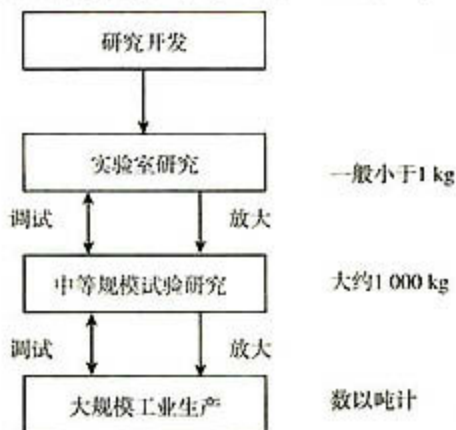 研究开发
实验室研究
一般小于1 kg
调试
放大
中等规模试验研究
大约1 000 kg
调试
放大
大规模工业生产
数以吨计